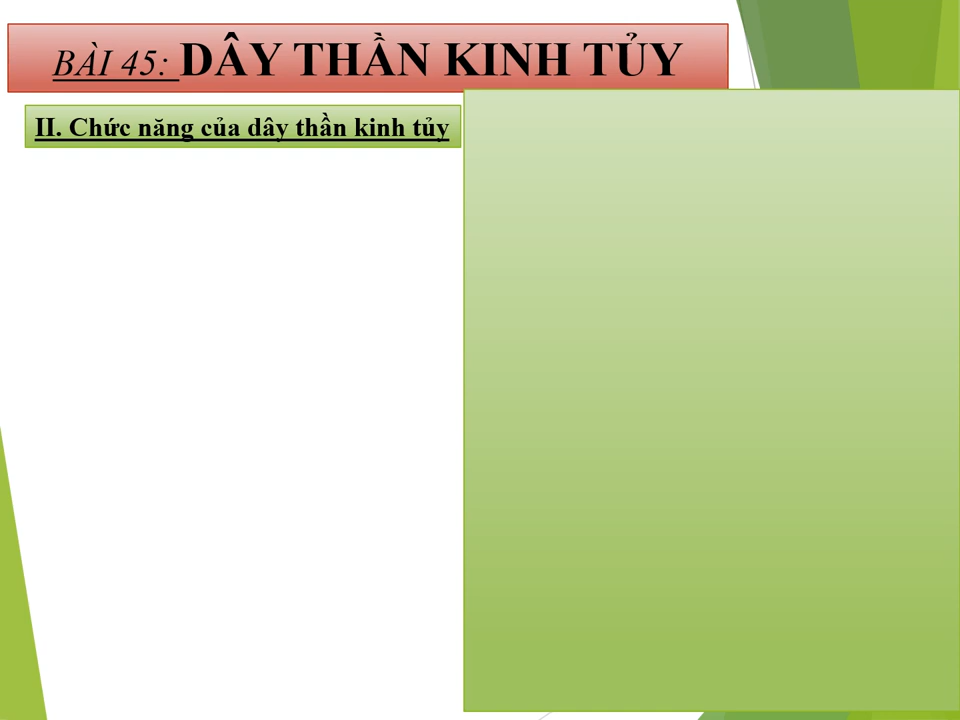 BÀI 45: DÂY THẦN KINH TỦY
II. Chức năng của dây thần kinh tủy